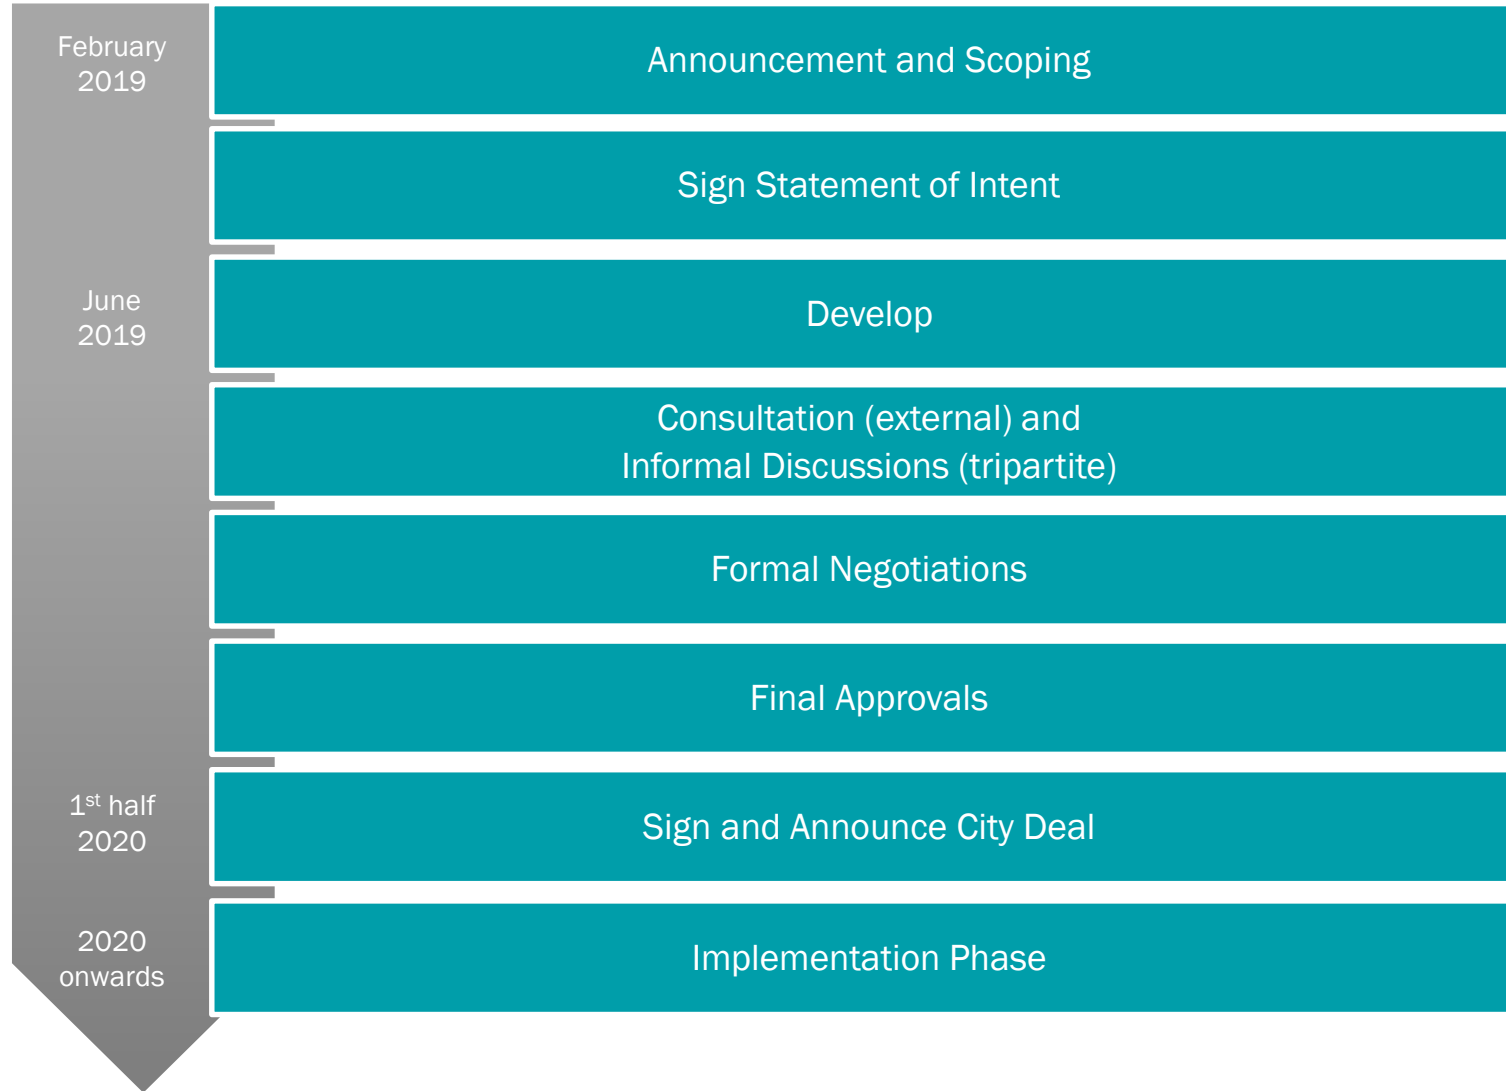 February
2019
Announcement and Scoping
Sign Statement of Intent
June
2019
Develop
Consultation (external) and
Informal Discussions (tripartite)
Formal Negotiations
Final Approvals
1st half
2020
Sign and Announce City Deal
2020
onwards
Implementation Phase